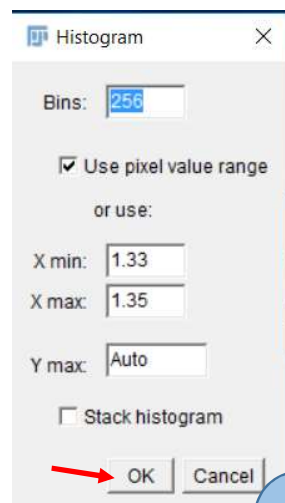 Histogram
Bins: 256
Use pixel value range
or use:
X min: 1.33
X max: 1.35
Y max: Auto
Stack histogram
OK Cancel